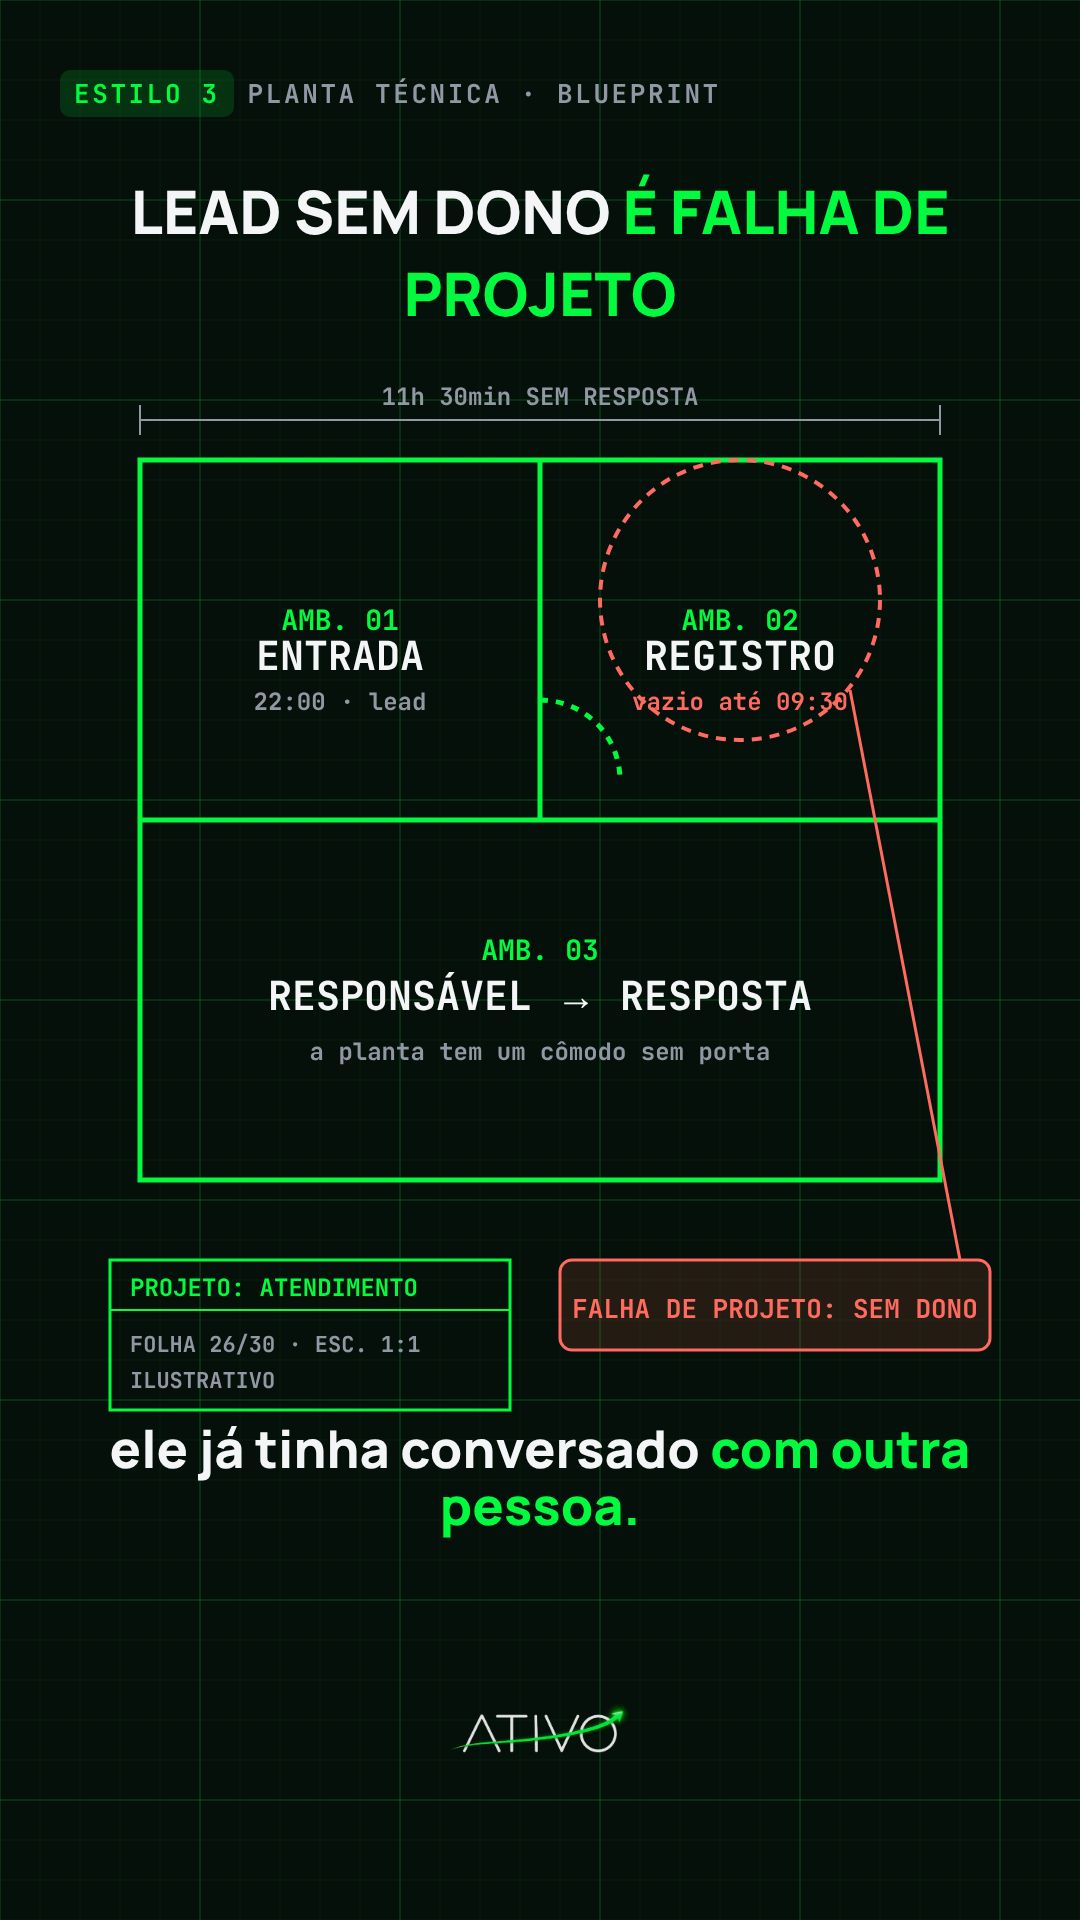 ESTILO 3 PLANTA TÉCNICA · BLUEPRINT
LEAD SEM DONO É FALHA DE
PROJETO
11h 30min SEM RESPOSTA
AMB. 01
ENTRADA
22:00 · lead
AMB. 02
REGISTRO
vazio até 09:30
AMB. 03
RESPONSÁVEL → RESPOSTA
a planta tem um cômodo sem porta
PROJETO: ATENDIMENTO
FOLHA 26/30 · ESC. 1:1
ILUSTRATIVO
FALHA DE PROJETO: SEM DONO
ele já tinha conversado com outra
pessoa.
ATIVO